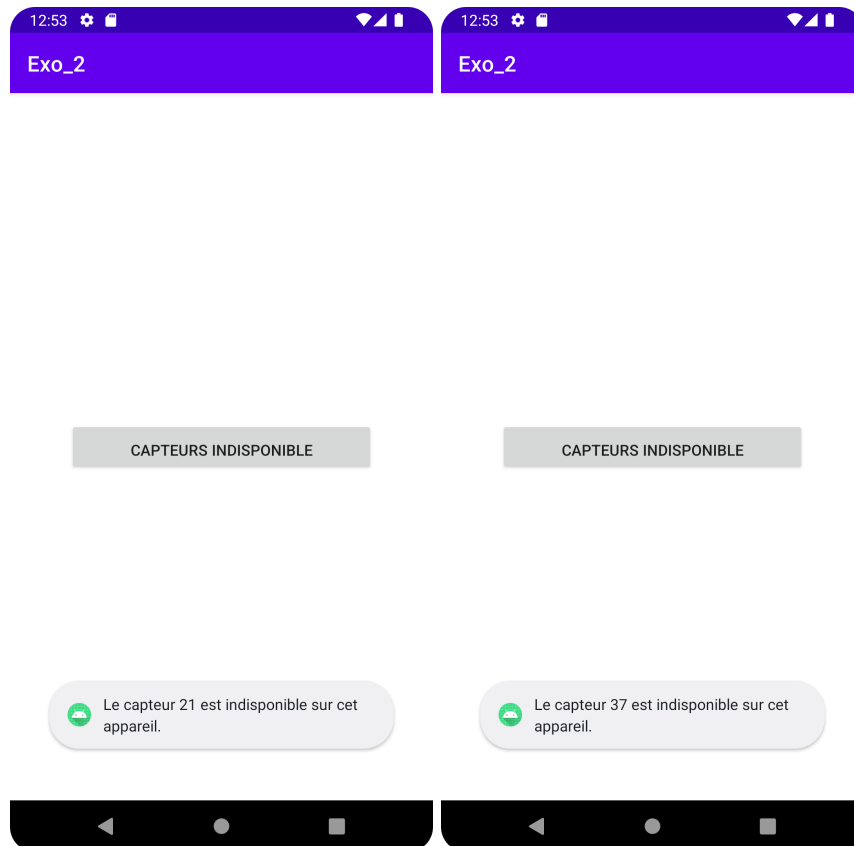 12:53
Exo_2
CAPTEURS INDISPONIBLE
Le capteur 21 est indisponible sur cet
appareil.
12:53
Exo_2
CAPTEURS INDISPONIBLE
Le capteur 37 est indisponible sur cet
appareil.